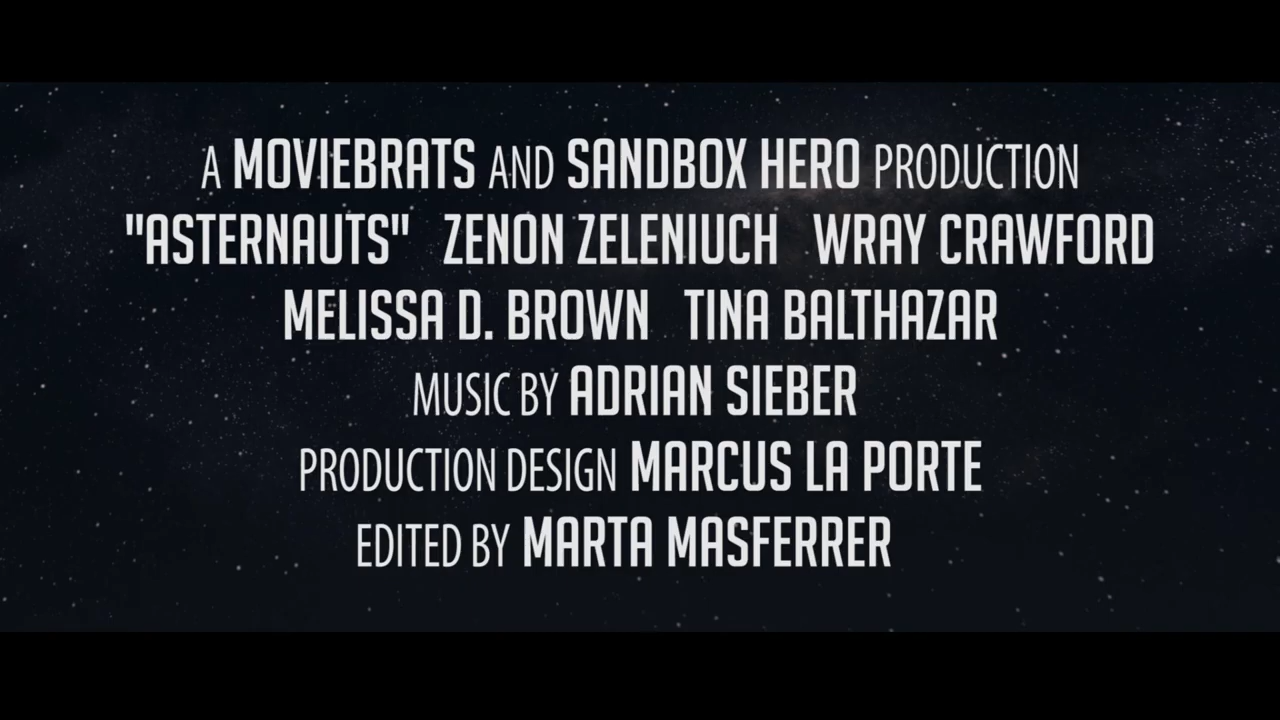 A MOVIEBRATS AND SANDBOX HERO PRODUCTION
"ASTERNAUTS" ZENON ZELENIUCH WRAY CRAWFORD
MELISSA D. BROWN TINA BALTHAZAR
MUSIC BY ADRIAN SIEBER
PRODUCTION DESIGN MARCUS LA PORTE
EDITED BY MARTA MASFERRER